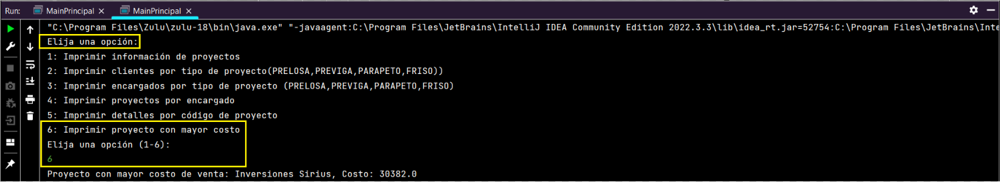 Run: MainPrincipal × MainPrincipal ×
"C:\Program Files\Zulu\zulu-18\bin\java.exe" "-javaagent:C:\Program Files\JetBrains\IntelliJ IDEA Community Edition 2022.3.3\lib\idea_rt.jar=52754:C:\Program Files\JetBrains\Inte
Elija una opción:
1: Imprimir información de proyectos
2: Imprimir clientes por tipo de proyecto(PRELOSA,PREVIGA,PARAPETO,FRISO))
3: Imprimir encargados por tipo de proyecto (PRELOSA,PREVIGA,PARAPETO,FRISO)
4: Imprimir proyectos por encargado
5: Imprimir detalles por código de proyecto
6: Imprimir proyecto con mayor costo
Elija una opción (1-6):
6
Proyecto con mayor costo de venta: Inversiones Sirius, Costo: 30382.0